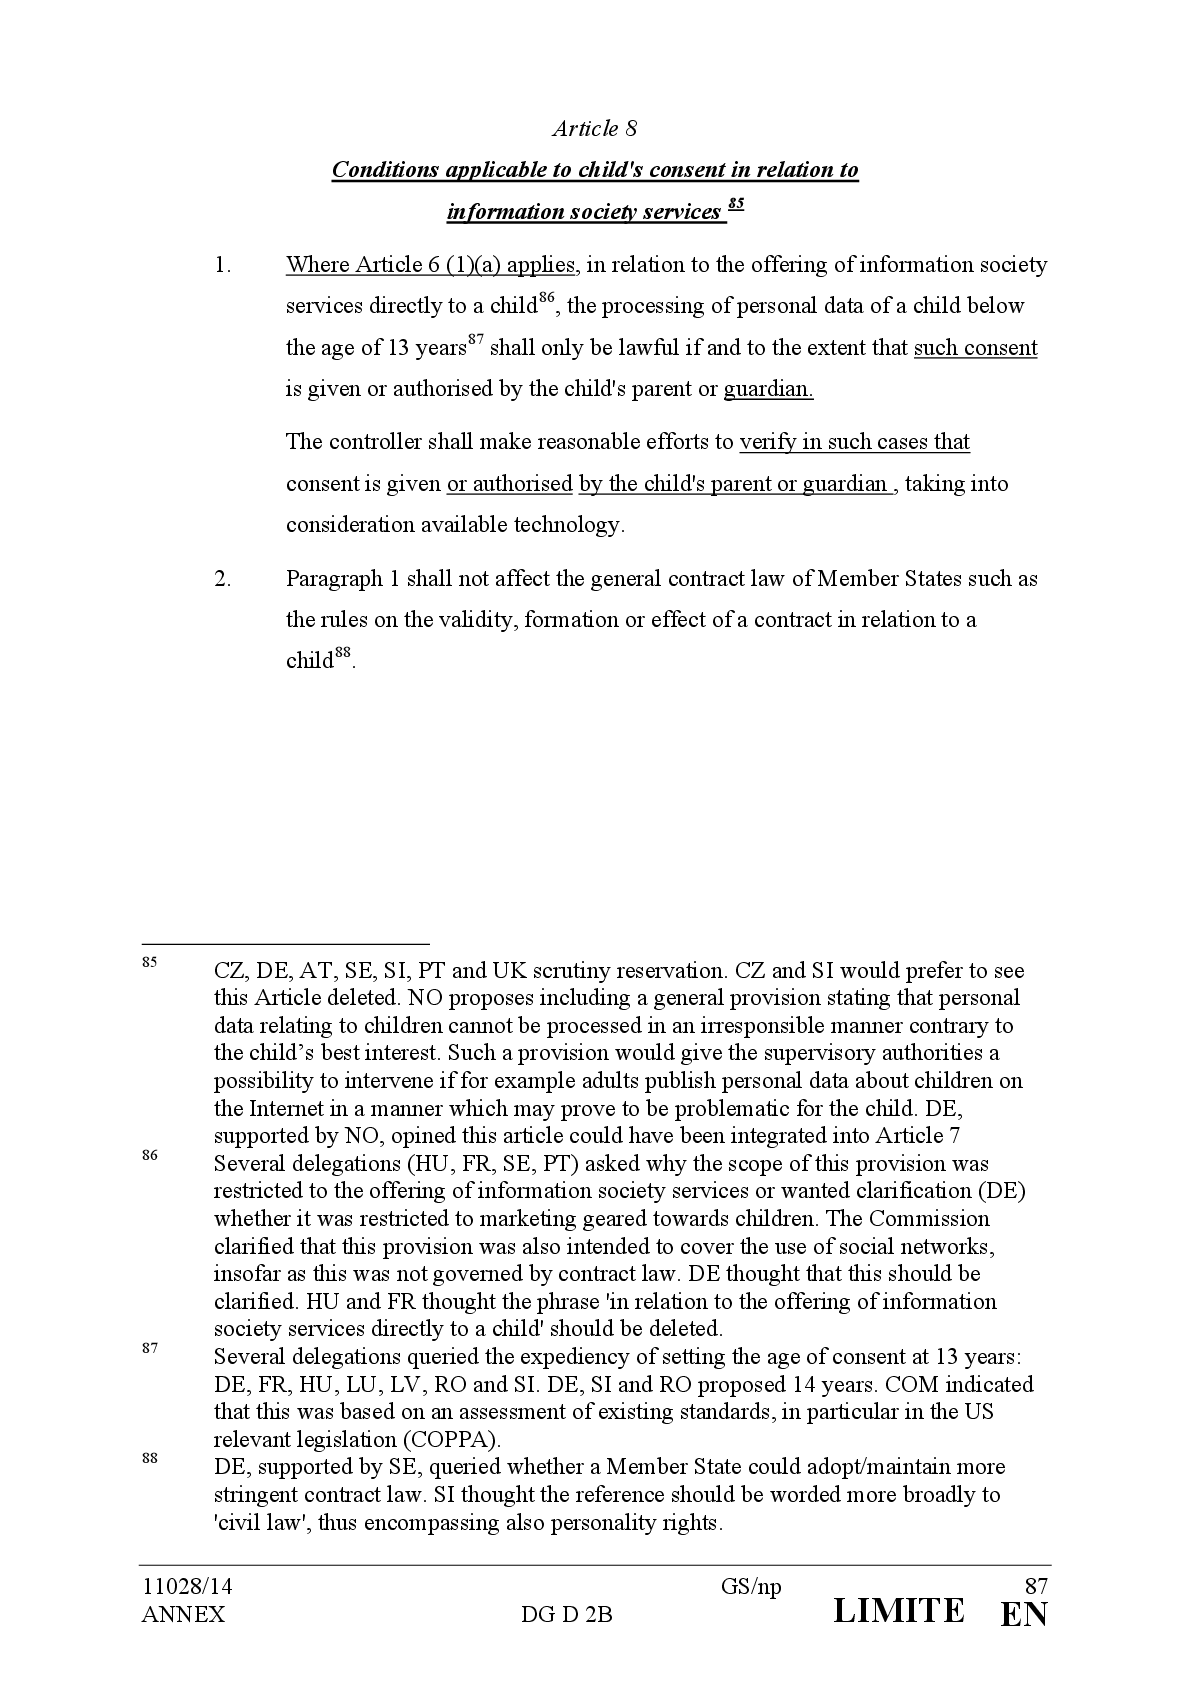 Article 8
Conditions applicable to child's consent in relation to
information society services 85
1. Where Article 6 (1)(a) applies, in relation to the offering of information society
services directly to a child86, the processing of personal data of a child below
the age of 13 years87 shall only be lawful if and to the extent that such consent
is given or authorised by the child's parent or guardian.
The controller shall make reasonable efforts to verify in such cases that
consent is given or authorised by the child's parent or guardian , taking into
consideration available technology.
2. Paragraph 1 shall not affect the general contract law of Member States such as
the rules on the validity, formation or effect of a contract in relation to a
child88.
85 CZ, DE, AT, SE, SI, PT and UK scrutiny reservation. CZ and SI would prefer to see
this Article deleted. NO proposes including a general provision stating that personal
data relating to children cannot be processed in an irresponsible manner contrary to
the child’s best interest. Such a provision would give the supervisory authorities a
possibility to intervene if for example adults publish personal data about children on
the Internet in a manner which may prove to be problematic for the child. DE,
supported by NO, opined this article could have been integrated into Article 7
86 Several delegations (HU, FR, SE, PT) asked why the scope of this provision was
restricted to the offering of information society services or wanted clarification (DE)
whether it was restricted to marketing geared towards children. The Commission
clarified that this provision was also intended to cover the use of social networks,
insofar as this was not governed by contract law. DE thought that this should be
clarified. HU and FR thought the phrase 'in relation to the offering of information
society services directly to a child' should be deleted.
87 Several delegations queried the expediency of setting the age of consent at 13 years:
DE, FR, HU, LU, LV, RO and SI. DE, SI and RO proposed 14 years. COM indicated
that this was based on an assessment of existing standards, in particular in the US
relevant legislation (COPPA).
88 DE, supported by SE, queried whether a Member State could adopt/maintain more
stringent contract law. SI thought the reference should be worded more broadly to
'civil law', thus encompassing also personality rights.
11028/14 GS/np 87
ANNEX DG D 2B LIMITE EN